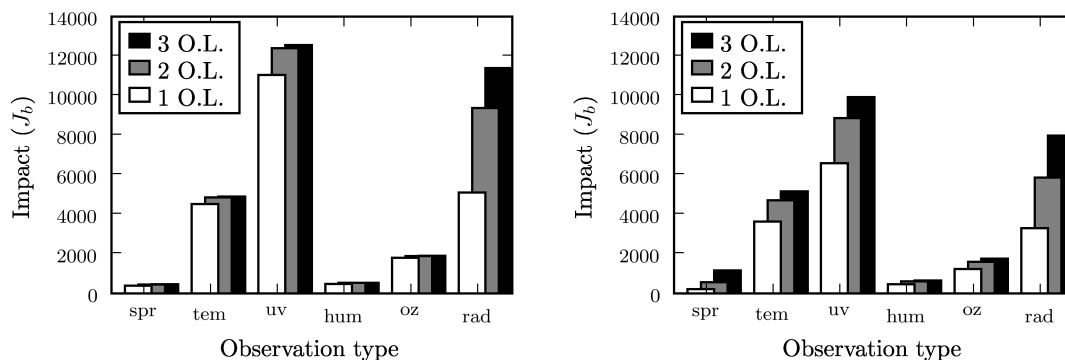 14000
12000
10000
8000
6000
4000
2000
0
Impact (J_b)
3 O.L.
2 O.L.
1 O.L.
spr tem uv hum oz rad
Observation type
14000
12000
10000
8000
6000
4000
2000
0
Impact (J_b)
3 O.L.
2 O.L.
1 O.L.
spr tem uv hum oz rad
Observation type